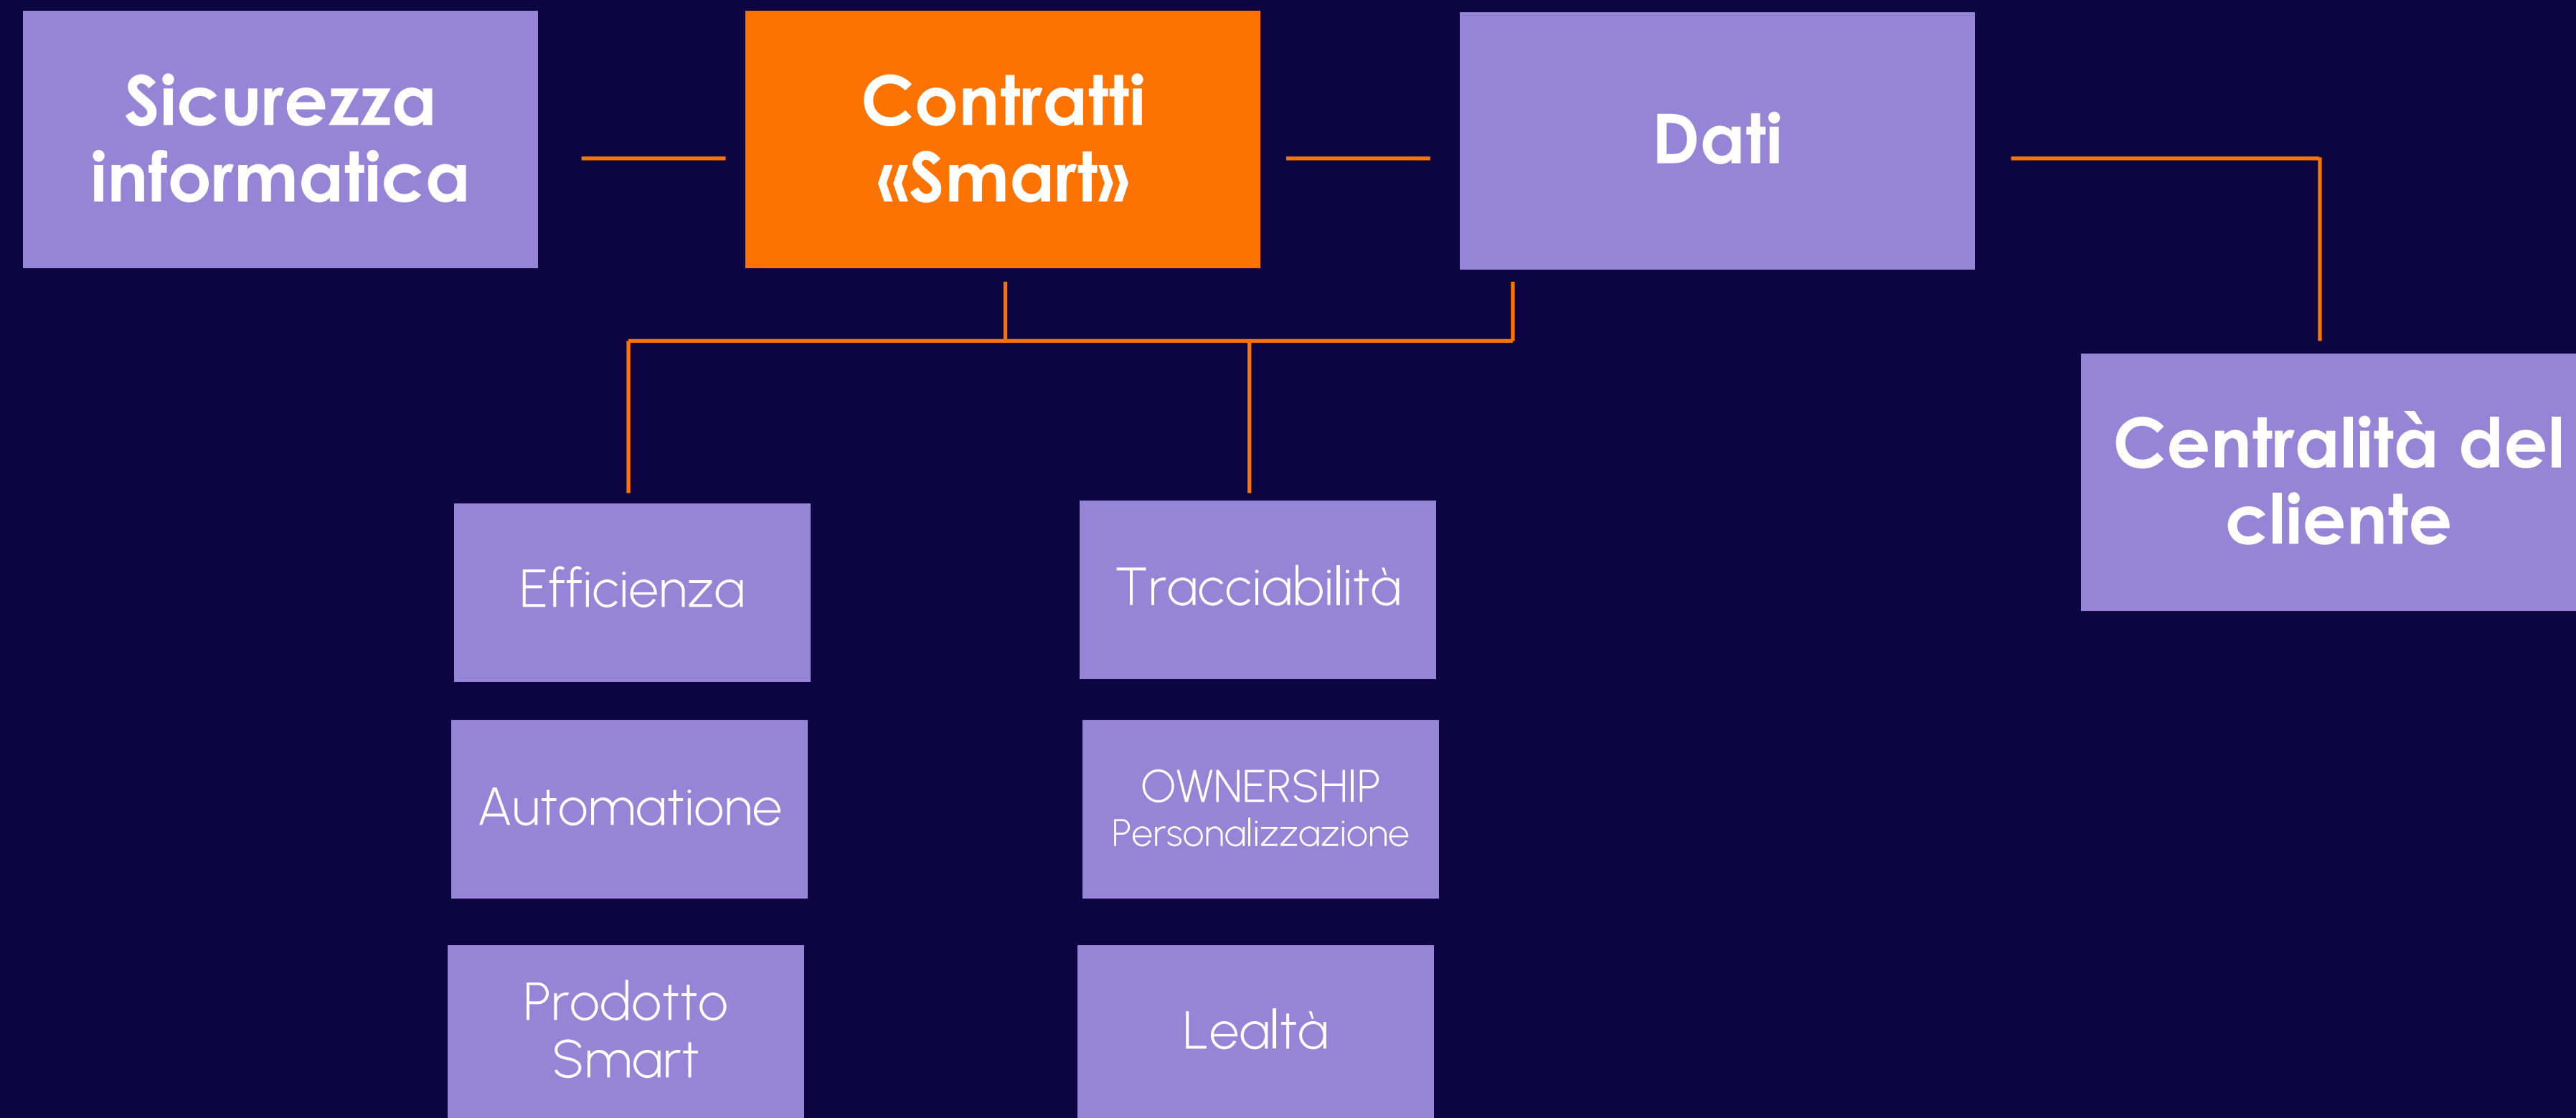 Sicurezza
informatica
Contratti
«Smart»
Dati
Centralità del
cliente
Efficienza
Tracciabilità
Automatione
OWNERSHIP
Personalizzazione
Prodotto
Smart
Lealtà